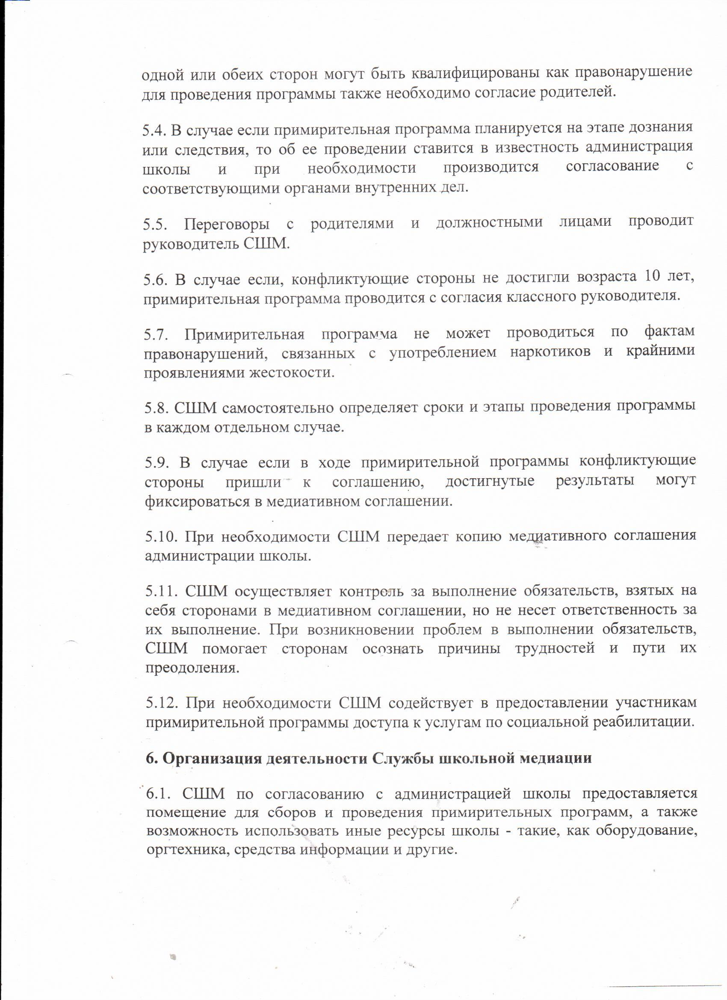 одной или обеих сторон могут быть квалифицированы как правонарушение
для проведения программы также необходимо согласие родителей.
5.4. В случае если примирительная программа планируется на этапе дознания
или следствия, то об ее проведении ставится в известность администрация
школы и при необходимости производится согласование с
соответствующими органами внутренних дел.
5.5. Переговоры с родителями и должностными лицами проводит
руководитель СШМ.
5.6. В случае если, конфликтующие стороны не достигли возраста 10 лет,
примирительная программа проводится с согласия классного руководителя.
5.7. Примирительная программа не может проводиться по фактам
правонарушений, связанных с употреблением наркотиков и крайними
проявлениями жестокости.
5.8. СШМ самостоятельно определяет сроки и этапы проведения программы
в каждом отдельном случае.
5.9. В случае если в ходе примирительной программы конфликтующие
стороны пришли к соглашению, достигнутые результаты могут
фиксироваться в медиативном соглашении.
5.10. При необходимости СШМ передает копию медиативного соглашения
администрации школы.
5.11. СШМ осуществляет контроль за выполнение обязательств, взятых на
себя сторонами в медиативном соглашении, но не несет ответственность за
их выполнение. При возникновении проблем в выполнении обязательств,
СШМ помогает сторонам осознать причины трудностей и пути их
преодоления.
5.12. При необходимости СШМ содействует в предоставлении участникам
примирительной программы доступа к услугам по социальной реабилитации.
6. Организация деятельности Службы школьной медиации
6.1. СШМ по согласованию с администрацией школы предоставляется
помещение для сборов и проведения примирительных программ, а также
возможность использовать иные ресурсы школы - такие, как оборудование,
оргтехника, средства информации и другие.